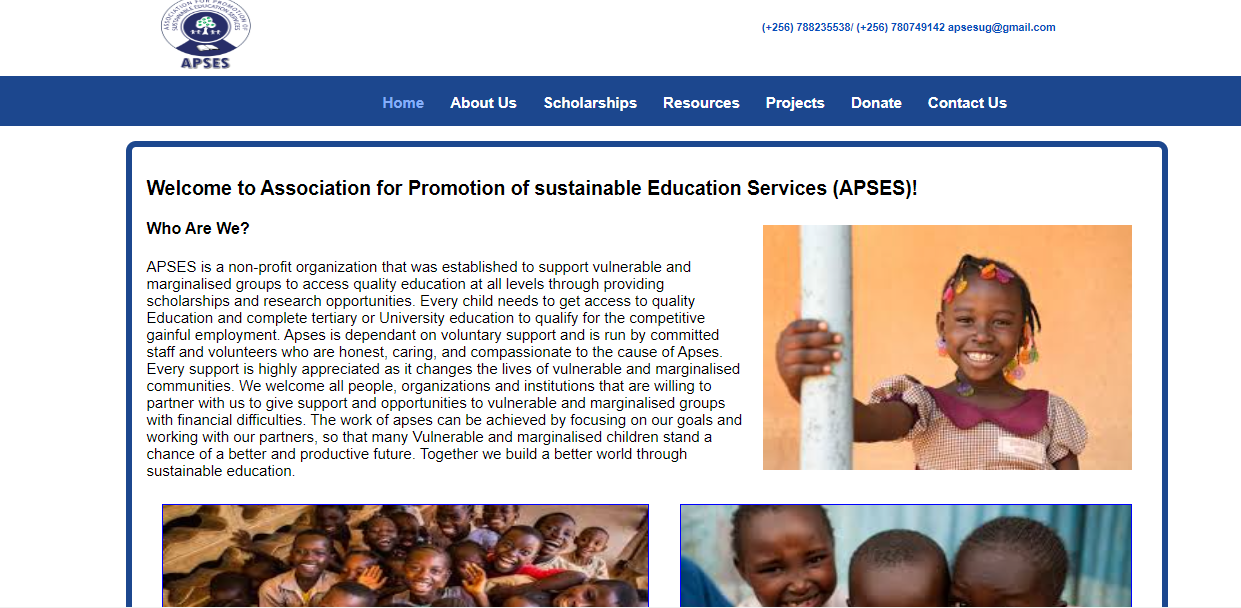 ASSOCIATION FOR PROMOTION OF
SUSTAINABLE EDUCATION SERVICES
APSES
(+256) 788235538/ (+256) 780749142 apsesug@gmail.com
Home About Us Scholarships Resources Projects Donate Contact Us
Welcome to Association for Promotion of sustainable Education Services (APSES)!
Who Are We?
APSES is a non-profit organization that was established to support vulnerable and
marginalised groups to access quality education at all levels through providing
scholarships and research opportunities. Every child needs to get access to quality
Education and complete tertiary or University education to qualify for the competitive
gainful employment. Apses is dependant on voluntary support and is run by committed
staff and volunteers who are honest, caring, and compassionate to the cause of Apses.
Every support is highly appreciated as it changes the lives of vulnerable and marginalised
communities. We welcome all people, organizations and institutions that are willing to
partner with us to give support and opportunities to vulnerable and marginalised groups
with financial difficulties. The work of apses can be achieved by focusing on our goals and
working with our partners, so that many Vulnerable and marginalised children stand a
chance of a better and productive future. Together we build a better world through
sustainable education.